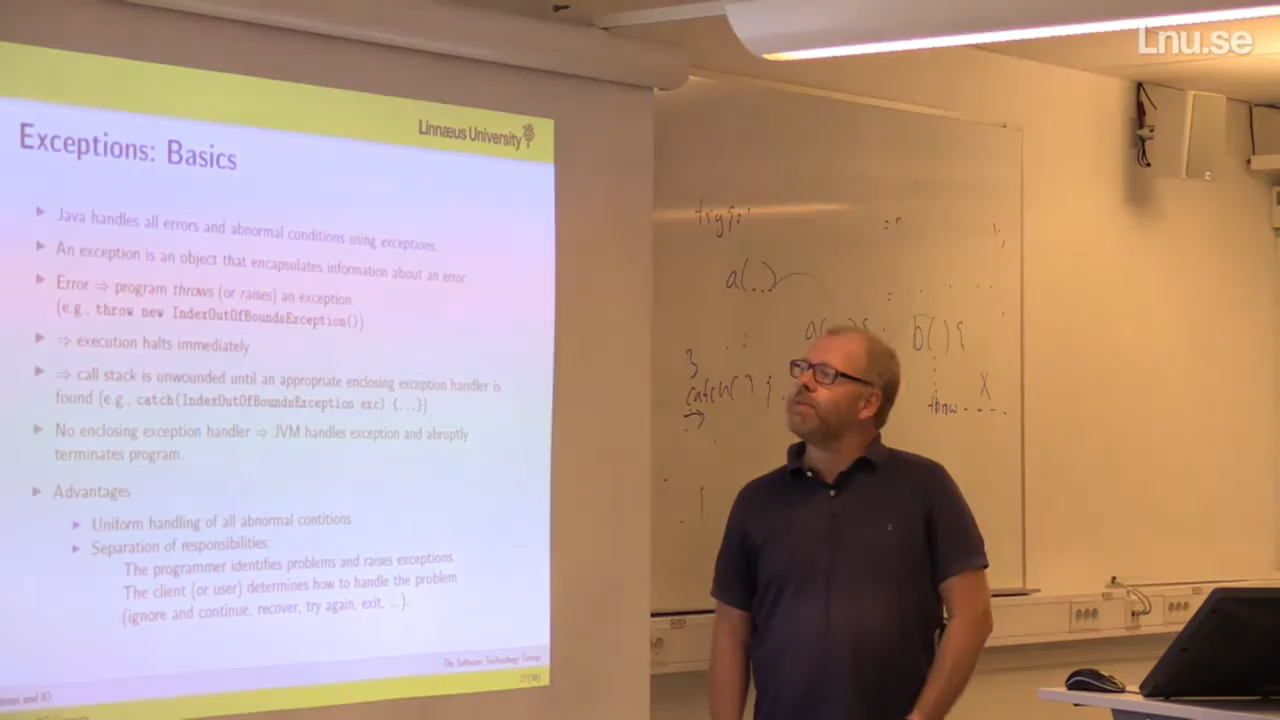 Lnu.se
Linnæus University
Exceptions: Basics
Java handles all errors and abnormal conditions using exceptions.
An exception is an object that encapsulates information about an error
Error ⇒ program throws (or raises) an exception.
(e.g., throw new IndexOutOfBoundsException())
⇒ execution halts immediately
⇒ call stack is unwounded until an appropriate enclosing exception handler is
found (e.g., catch(IndexOutOfBoundsException exc) {...})
No enclosing exception handler ⇒ JVM handles exception and abruptly
terminates program.
Advantages
Uniform handling of all abnormal contitions
Separation of responsibilities:
The programmer identifies problems and raises exceptions.
The client (or user) determines how to handle the problem
(ignore and continue, recover, try again, exit, ...).
The Software Technology Group
and IO
try {
a(..)
b( ) {
catch( ) {
throw
X